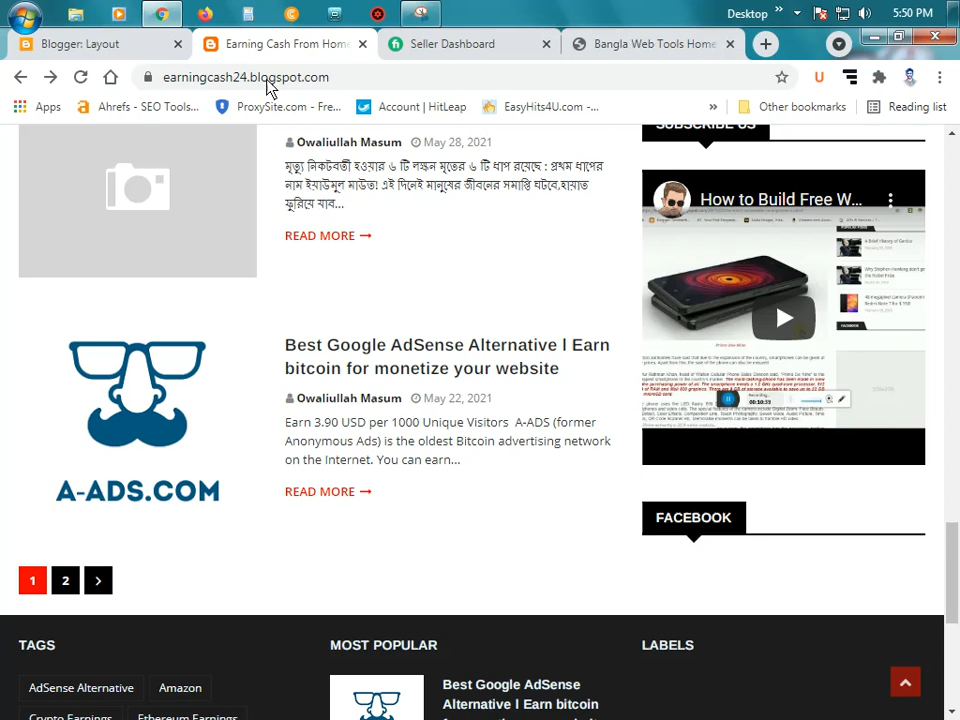 Desktop
5:50 PM
Blogger: Layout
Earning Cash From Home
Seller Dashboard
Bangla Web Tools Home
earningcash24.blogspot.com
Apps
Ahrefs - SEO Tools...
ProxySite.com - Fre...
Account | HitLeap
EasyHits4U.com -...
Other bookmarks
Reading list
SUBSCRIBE US
Owaliullah Masum May 28, 2021
মৃত্যু নিকটবর্তী হওয়ার ৬ টি লক্ষন মৃতের ৬ টি ধাপ রয়েছে : প্রথম ধাপের
নাম ইয়াউমুল মাউত! এই দিনেই মানুষের জীবনের সমাপ্তি ঘটবে,হায়াত
ফুরিয়ে যাব...
READ MORE
How to Build Free W...
Best Google AdSense Alternative l Earn
bitcoin for monetize your website
Owaliullah Masum May 22, 2021
Earn 3.90 USD per 1000 Unique Visitors A-ADS (former
Anonymous Ads) is the oldest Bitcoin advertising network
on the Internet. You can earn...
READ MORE
A-ADS.COM
FACEBOOK
1 2
TAGS
AdSense Alternative
Amazon
Crypto Earnings
Ethereum Earnings
MOST POPULAR
Best Google AdSense
Alternative l Earn bitcoin
LABELS